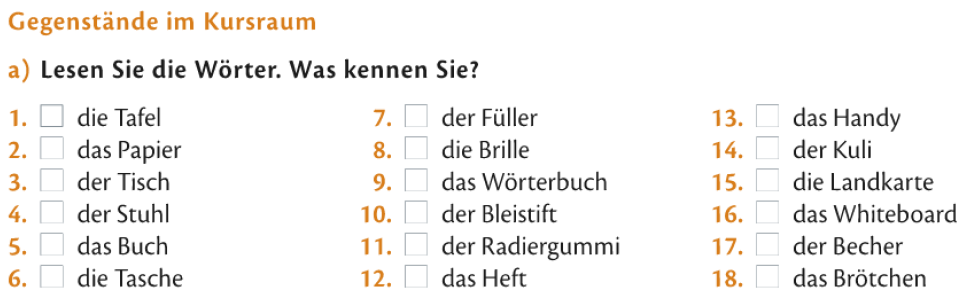 Gegenstände im Kursraum
a) Lesen Sie die Wörter. Was kennen Sie?
1. die Tafel
2. das Papier
3. der Tisch
4. der Stuhl
5. das Buch
6. die Tasche
7. der Füller
8. die Brille
9. das Wörterbuch
10. der Bleistift
11. der Radiergummi
12. das Heft
13. das Handy
14. der Kuli
15. die Landkarte
16. das Whiteboard
17. der Becher
18. das Brötchen